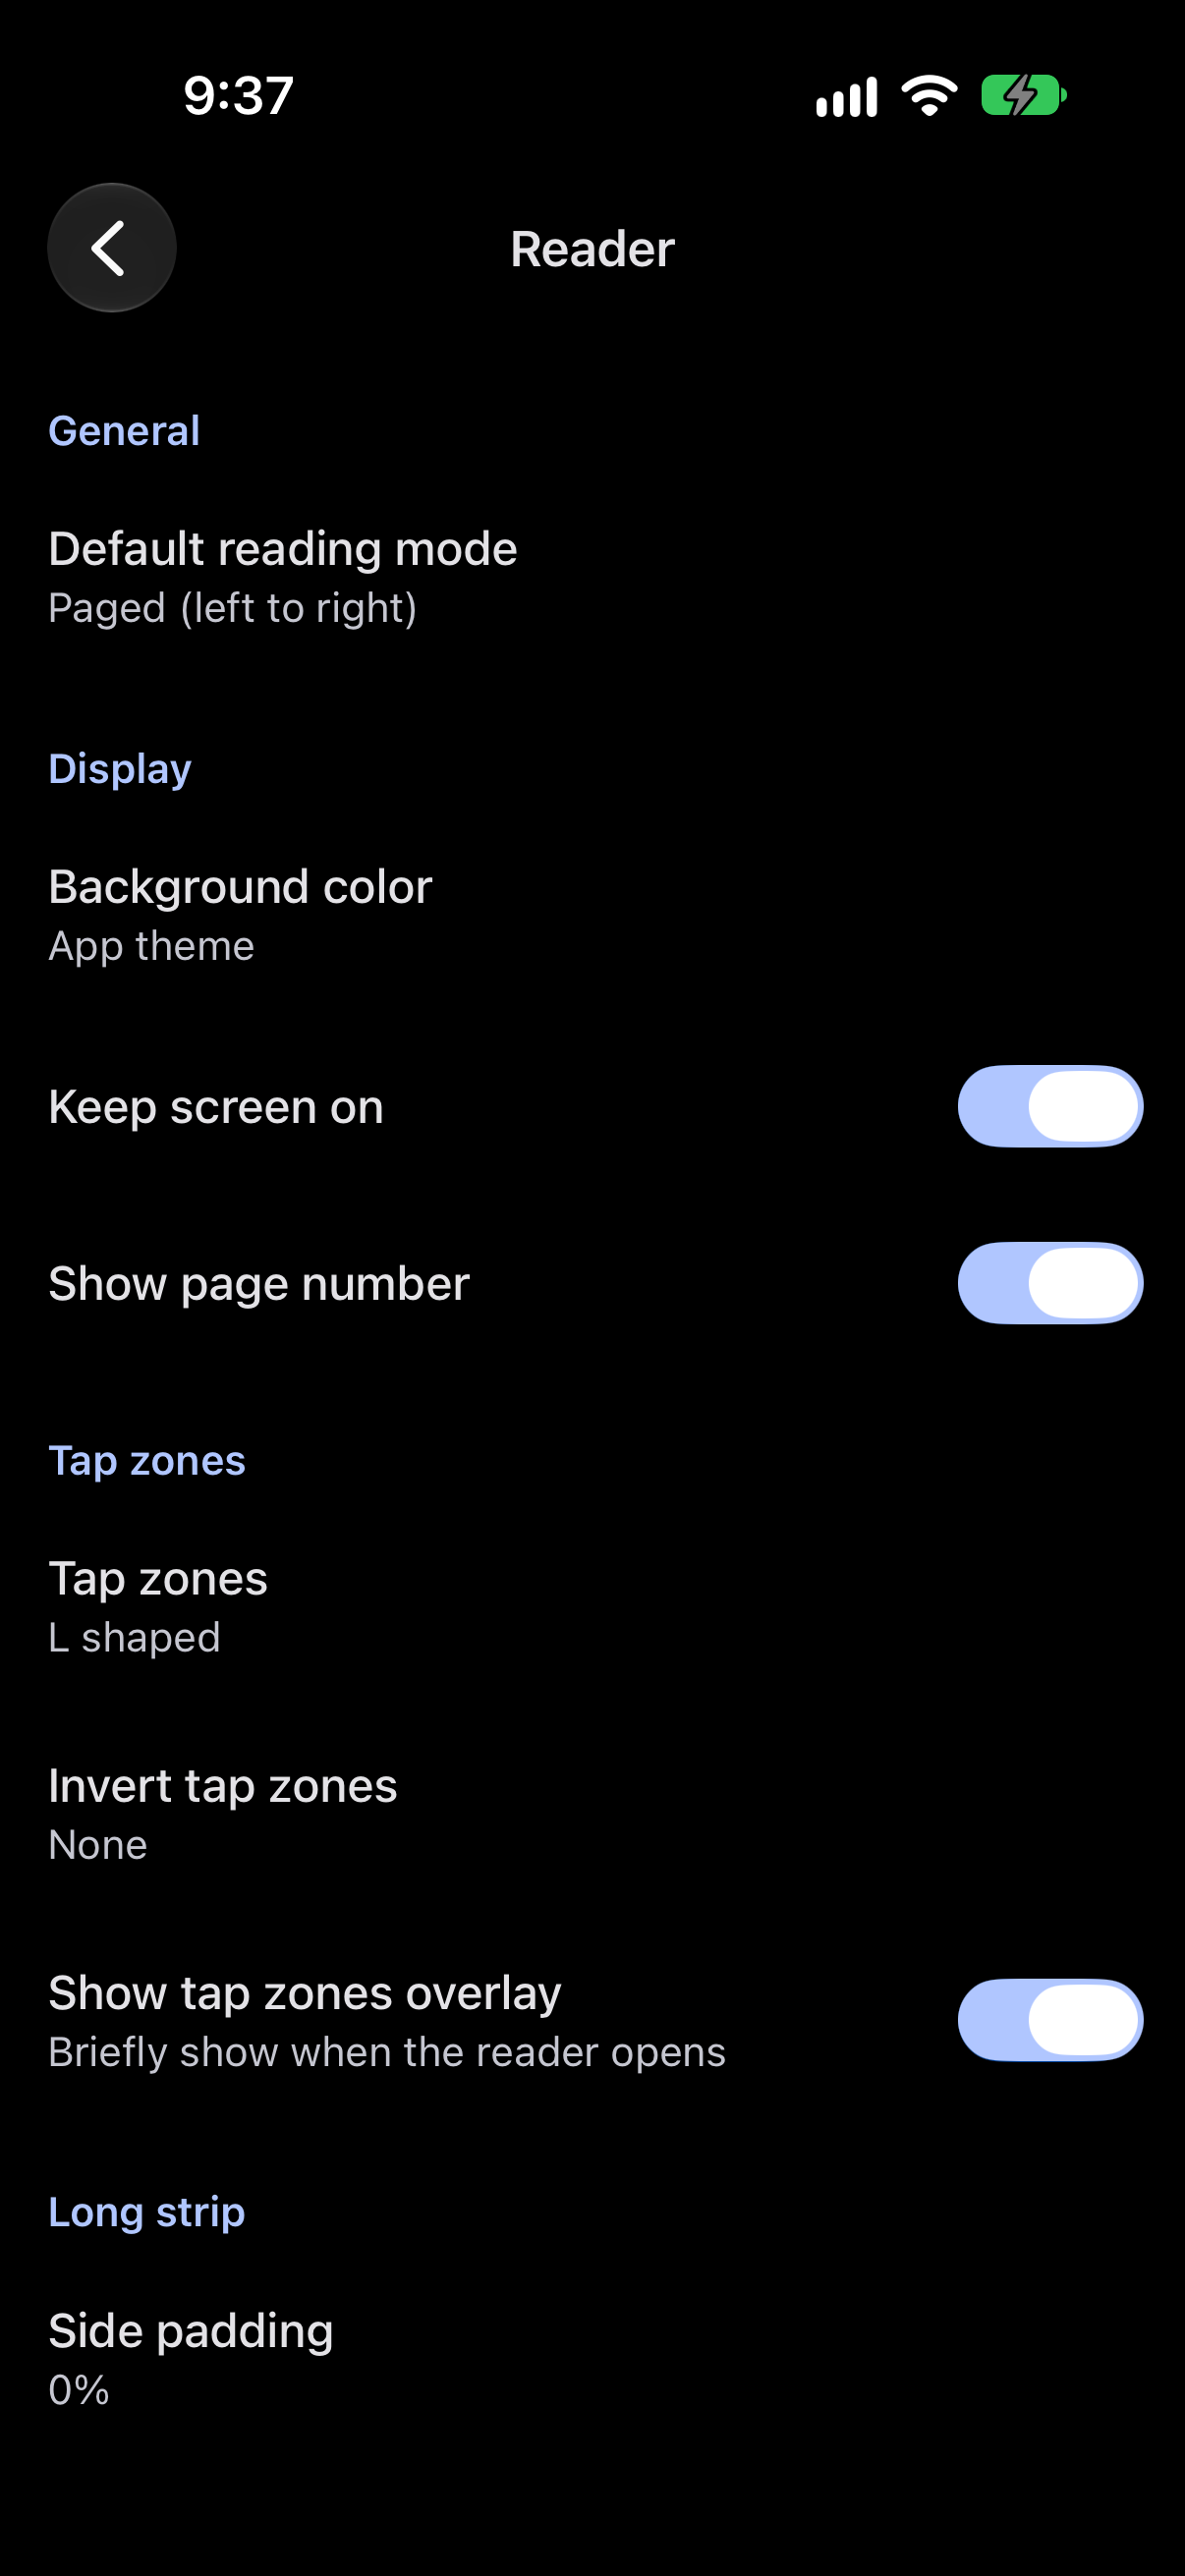 9:37
Reader
General
Default reading mode
Paged (left to right)
Display
Background color
App theme
Keep screen on
Show page number
Tap zones
Tap zones
L shaped
Invert tap zones
None
Show tap zones overlay
Briefly show when the reader opens
Long strip
Side padding
0%